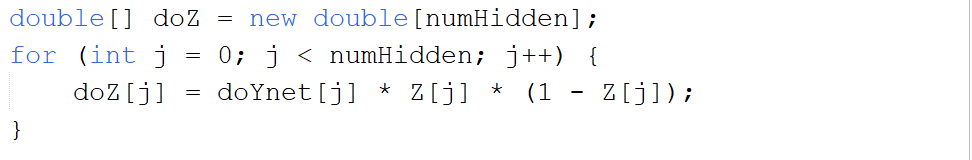 double[] doZ = new double[numHidden];
for (int j = 0; j < numHidden; j++) {
    doZ[j] = doYnet[j] * Z[j] * (1 - Z[j]);
}